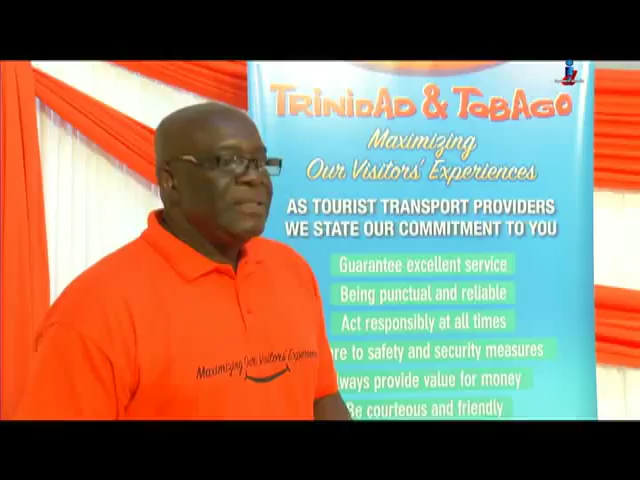 TRINIDAD & TOBAGO
Maximizing
Our Visitors' Experiences
AS TOURIST TRANSPORT PROVIDERS
WE STATE OUR COMMITMENT TO YOU
Guarantee excellent service
Being punctual and reliable
Act responsibly at all times
to safety and security measures
provide value for money
Be courteous and friendly
Maximizing Our Visitors' Experiences